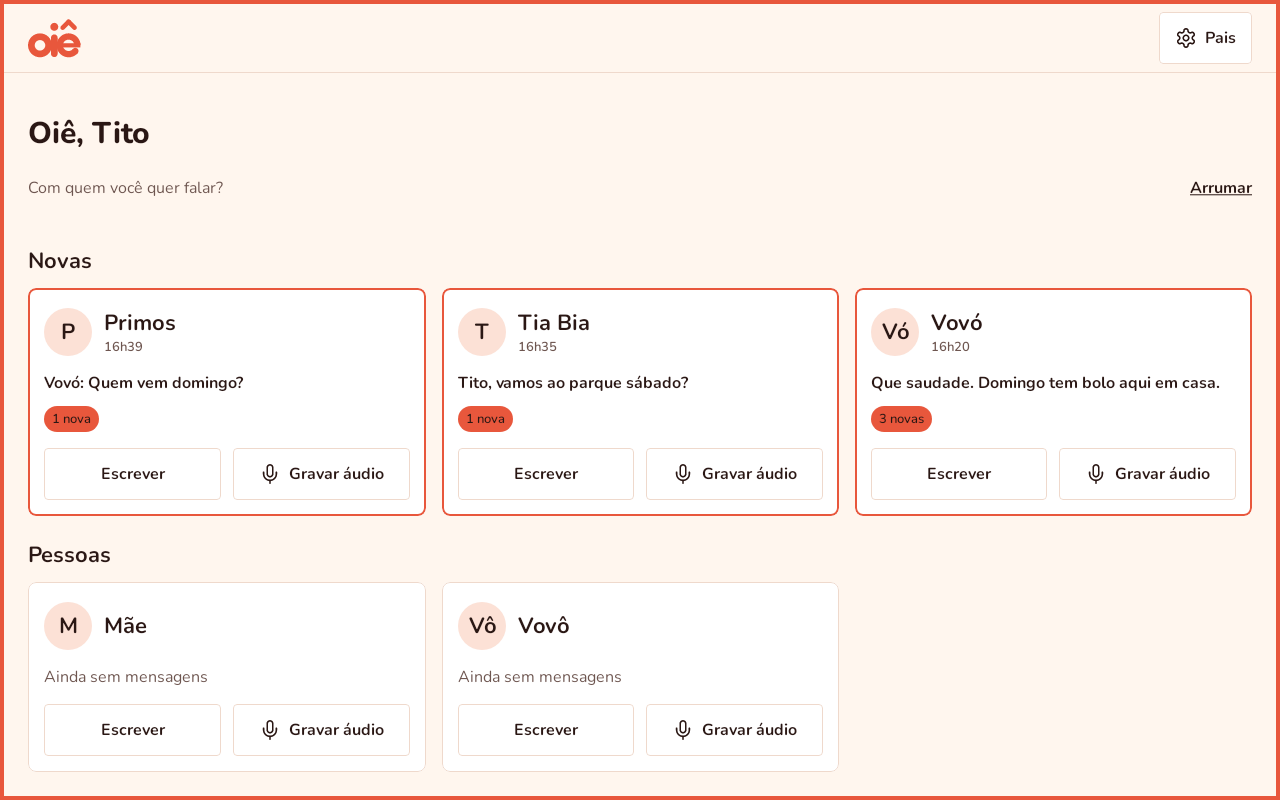 oiê
Pais
Oiê, Tito
Com quem você quer falar?
Arrumar
Novas
P
Primos
16h39
Vovó: Quem vem domingo?
1 nova
Escrever
Gravar áudio
T
Tia Bia
16h35
Tito, vamos ao parque sábado?
1 nova
Escrever
Gravar áudio
Vó
Vovó
16h20
Que saudade. Domingo tem bolo aqui em casa.
3 novas
Escrever
Gravar áudio
Pessoas
M
Mãe
Ainda sem mensagens
Escrever
Gravar áudio
Vô
Vovô
Ainda sem mensagens
Escrever
Gravar áudio